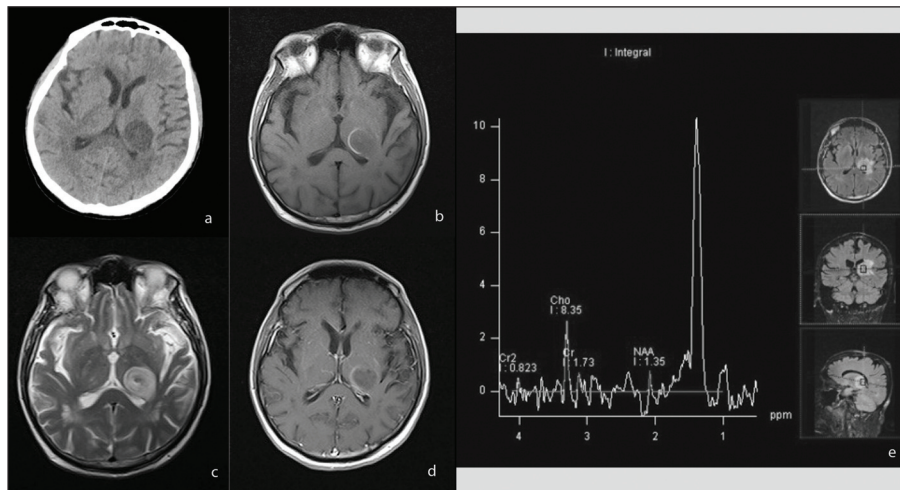 a
b
c
d
I : Integral
10
8
6
4
2
0
Cho
I : 8.35
Cr2
I : 0.823
Cr
I : 1.73
NAA
I : 1.35
4
3
2
1
ppm
e